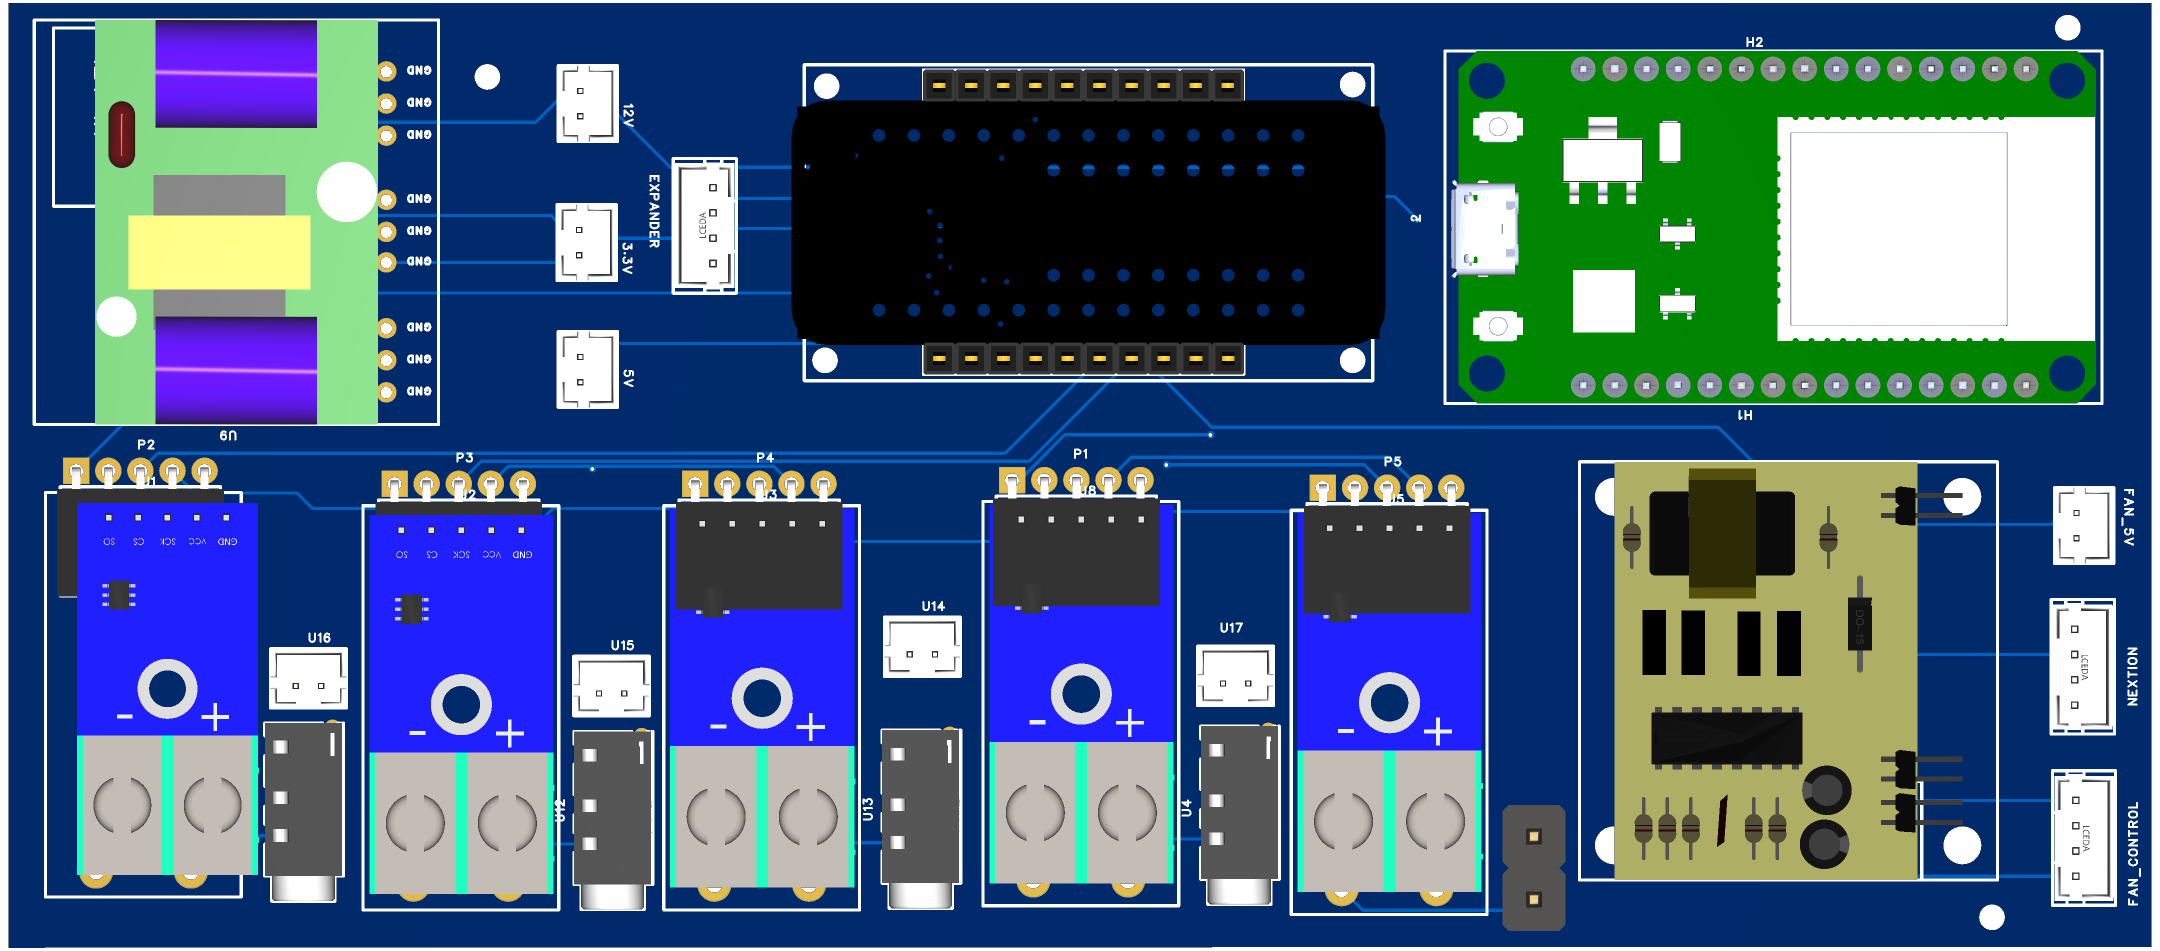 H2
GND
GND
GND
12V
EXPANDER
LCEDA
GND
GND
GND
3.3V
2
GND
GND
GND
5V
H1
U9
P2
P3
P4
P1
P5
SO
CS
SCK
VCC
GND
SO
CS
SCK
VCC
GND
U16
U15
U14
U17
- +
- +
- +
- +
- +
U12
U13
U4
DO-15
FAN_5V
LCEDA
NEXTION
LCEDA
FAN_CONTROL